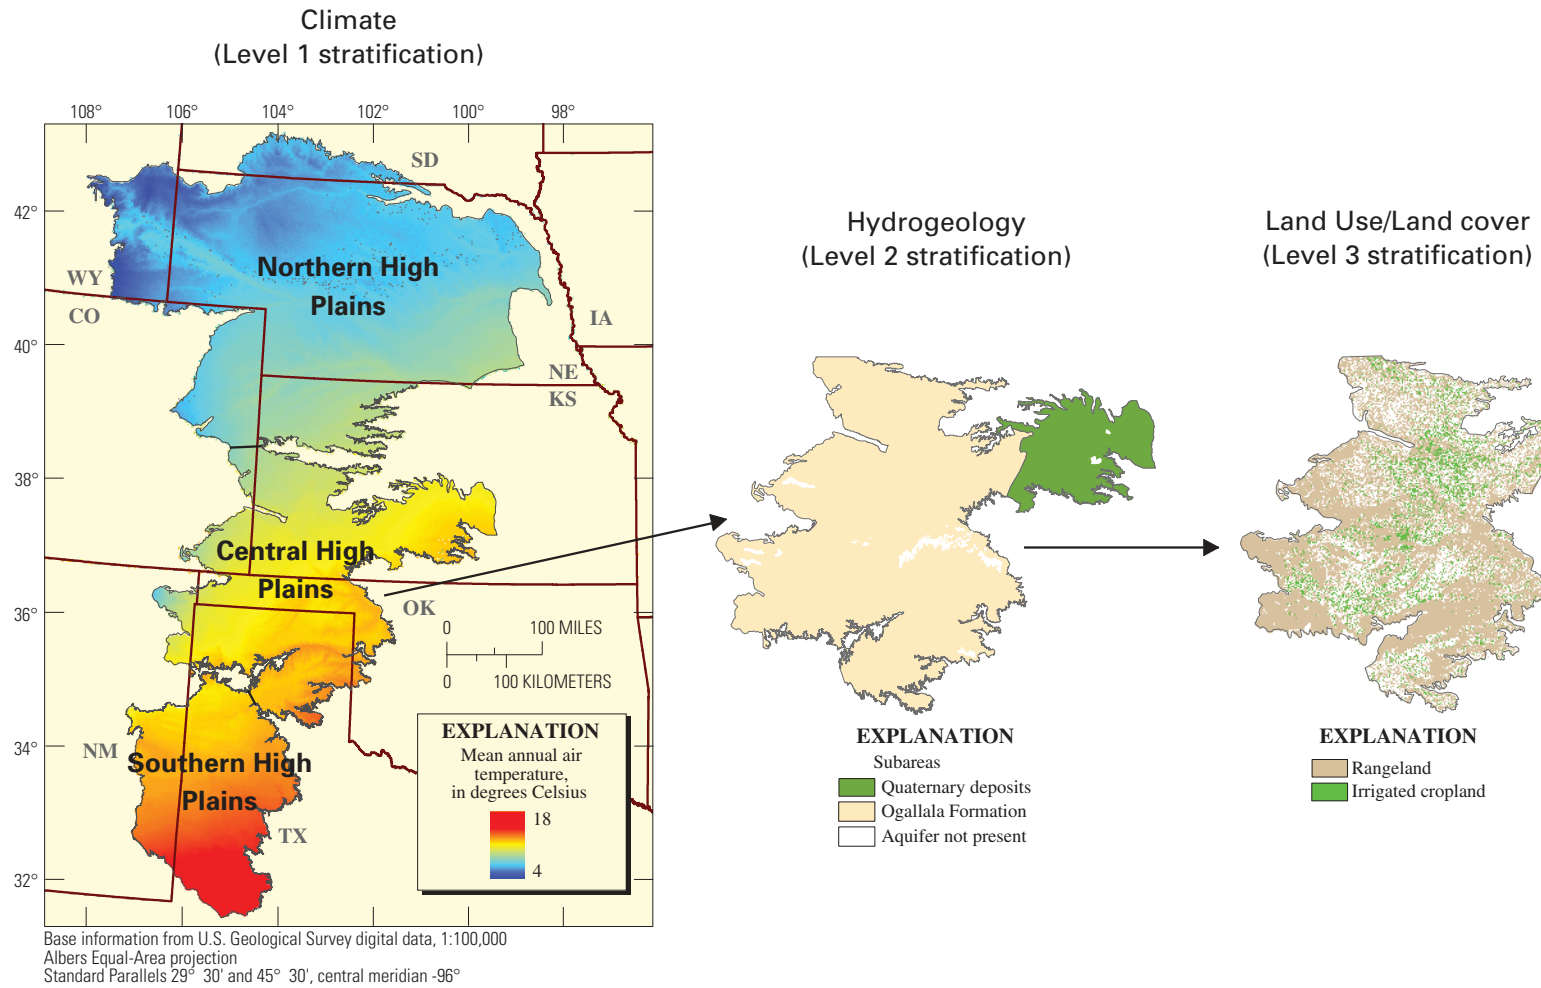 Climate
(Level 1 stratification)
108° 106° 104° 102° 100° 98°
SD
42°
Northern High
Plains
WY
CO
IA
40°
NE
KS
38°
Central High
Plains
36°
OK
0 100 MILES
0 100 KILOMETERS
34°
NM
Southern High
Plains
TX
32°
EXPLANATION
Mean annual air
temperature,
in degrees Celsius
18
4
Base information from U.S. Geological Survey digital data, 1:100,000
Albers Equal-Area projection
Standard Parallels 29° 30' and 45° 30', central meridian -96°
Hydrogeology
(Level 2 stratification)
EXPLANATION
Subareas
Quaternary deposits
Ogallala Formation
Aquifer not present
Land Use/Land cover
(Level 3 stratification)
EXPLANATION
Rangeland
Irrigated cropland